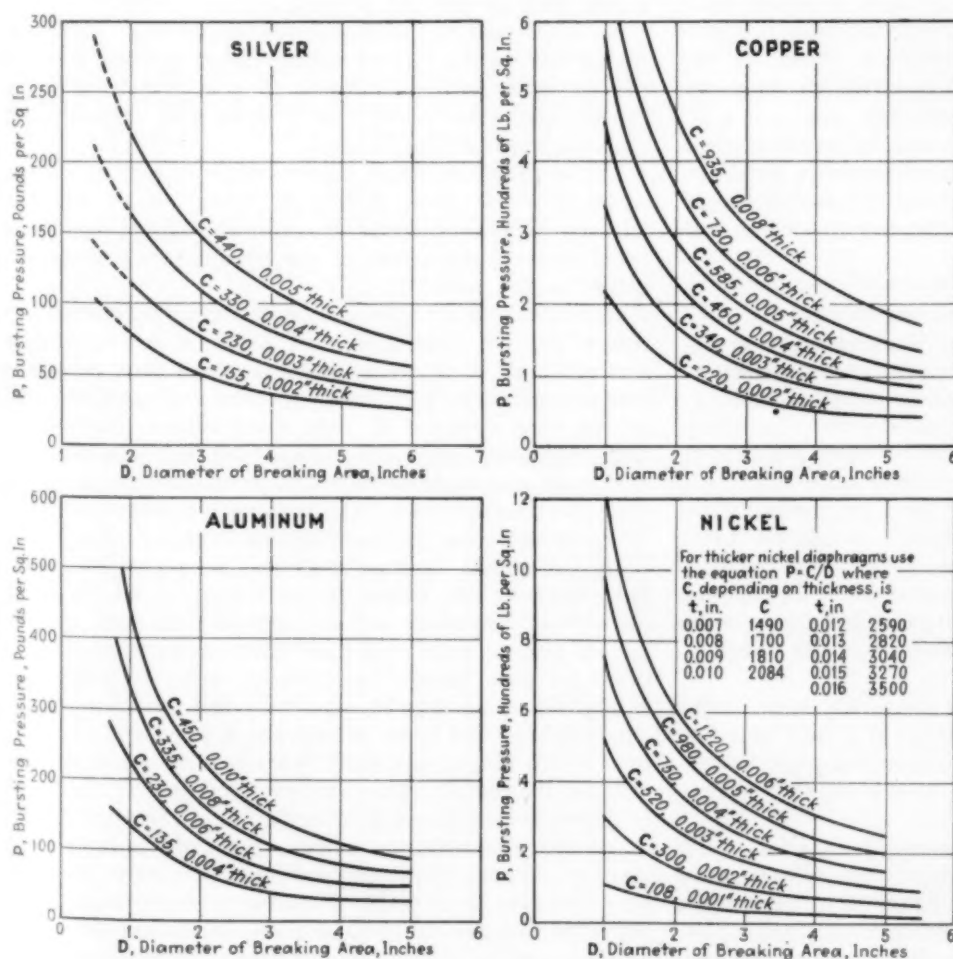 SILVER
P, Bursting Pressure, Pounds per Sq. In
300
250
200
150
100
50
0
C=440, 0.005" thick
C=330, 0.004" thick
C=230, 0.003" thick
C=155, 0.002" thick
1 2 3 4 5 6 7
D, Diameter of Breaking Area, Inches
COPPER
P, Bursting Pressure, Hundreds of Lb. per Sq. In.
6
5
4
3
2
1
0
C=935, 0.008" thick
C=730, 0.006" thick
C=585, 0.005" thick
C=460, 0.004" thick
C=340, 0.003" thick
C=220, 0.002" thick
0 1 2 3 4 5 6
D, Diameter of Breaking Area, Inches
ALUMINUM
P, Bursting Pressure, Pounds per Sq. In
600
500
400
300
200
100
0
C=450, 0.010" thick
C=335, 0.008" thick
C=230, 0.006" thick
C=135, 0.004" thick
0 1 2 3 4 5 6
D, Diameter of Breaking Area, Inches
NICKEL
P, Bursting Pressure, Hundreds of Lb. per Sq. In.
12
10
8
6
4
2
0
For thicker nickel diaphragms use
the equation P=C/D where
C, depending on thickness, is
t, in. C t, in C
0.007 1490 0.012 2590
0.008 1700 0.013 2820
0.009 1810 0.014 3040
0.010 2084 0.015 3270
0.016 3500
C=1,220, 0.006" thick
C=980, 0.005" thick
C=750, 0.004" thick
C=520, 0.003" thick
C=300, 0.002" thick
C=108, 0.001" thick
0 1 2 3 4 5 6
D, Diameter of Breaking Area, Inches